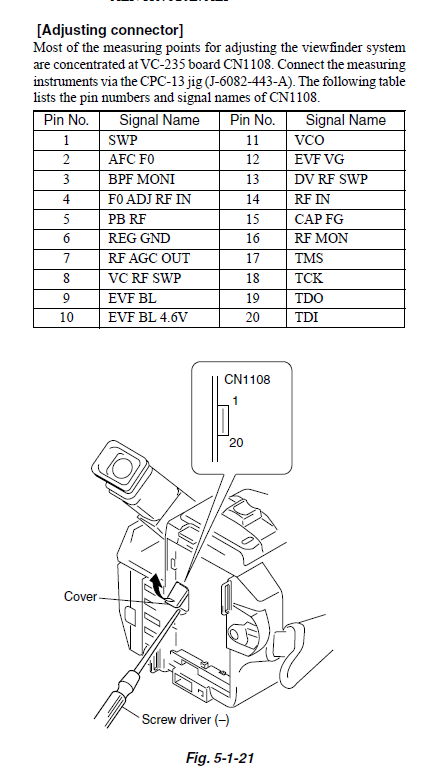 [Adjusting connector]
Most of the measuring points for adjusting the viewfinder system
are concentrated at VC-235 board CN1108. Connect the measuring
instruments via the CPC-13 jig (J-6082-443-A). The following table
lists the pin numbers and signal names of CN1108.
Pin No. Signal Name Pin No. Signal Name
1 SWP 11 VCO
2 AFC F0 12 EVF VG
3 BPF MONI 13 DV RF SWP
4 F0 ADJ RF IN 14 RF IN
5 PB RF 15 CAP FG
6 REG GND 16 RF MON
7 RF AGC OUT 17 TMS
8 VC RF SWP 18 TCK
9 EVF BL 19 TDO
10 EVF BL 4.6V 20 TDI
CN1108
1
20
Cover
Screw driver (–)
Fig. 5-1-21